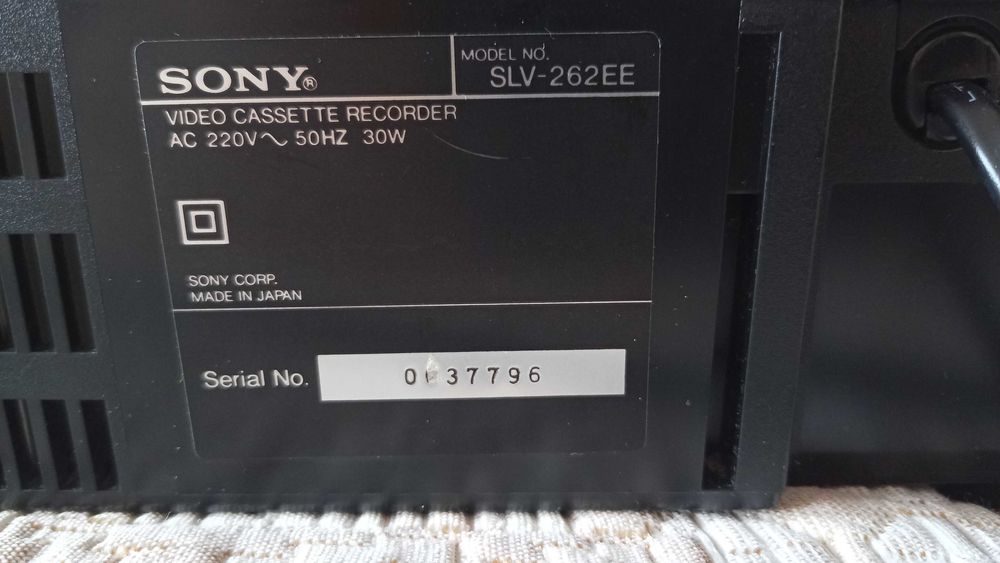 SONY®
MODEL NO.
SLV-262EE
VIDEO CASSETTE RECORDER
AC 220V～ 50HZ 30W
SONY CORP.
MADE IN JAPAN
Serial No.